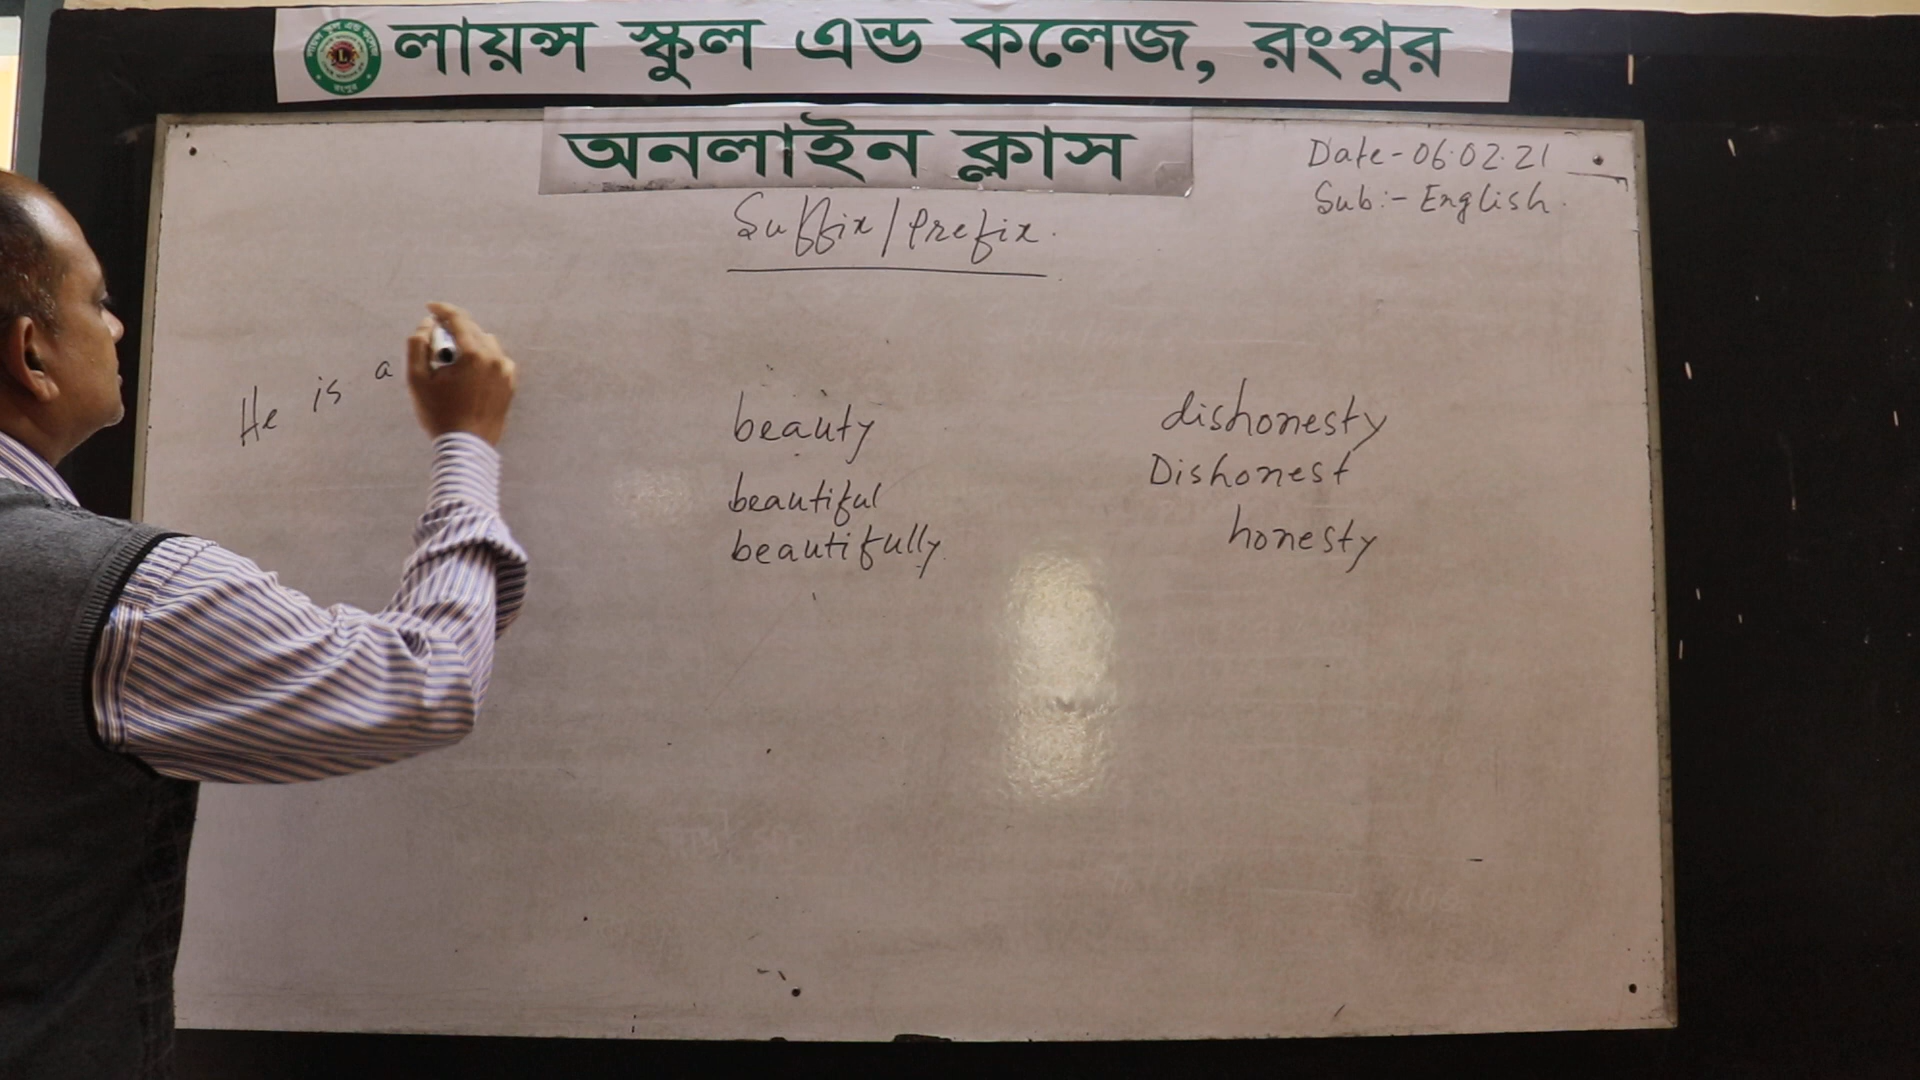 লায়ন্স স্কুল এন্ড কলেজ, রংপুর
অনলাইন ক্লাস
Date-06.02.21
Sub:- English.
Suffix/Prefix.
He is a
beauty
beautiful
beautifully
dishonesty
Dishonest
honesty